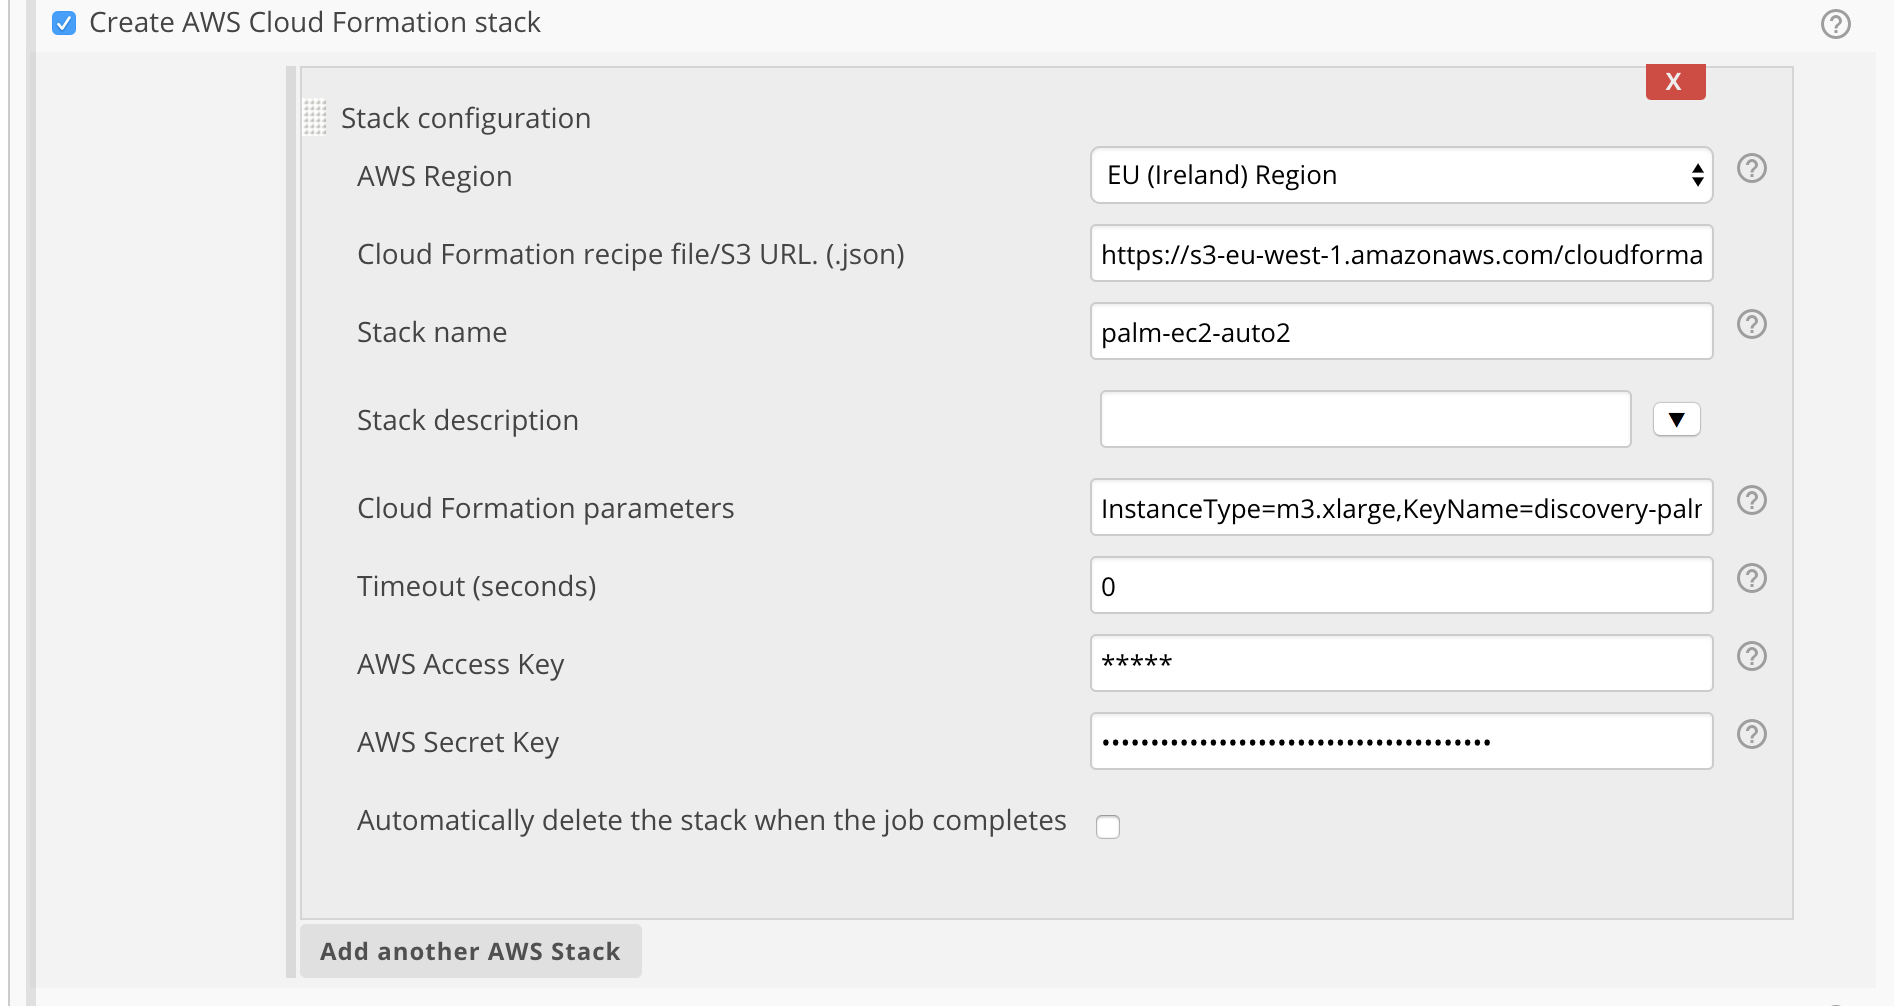 Create AWS Cloud Formation stack
X
Stack configuration
AWS Region
EU (Ireland) Region
Cloud Formation recipe file/S3 URL. (.json)
https://s3-eu-west-1.amazonaws.com/cloudforma
Stack name
palm-ec2-auto2
Stack description
Cloud Formation parameters
InstanceType=m3.xlarge,KeyName=discovery-palm
Timeout (seconds)
0
AWS Access Key
*****
AWS Secret Key
••••••••••••••••••••••••••••••••••••••••
Automatically delete the stack when the job completes
Add another AWS Stack